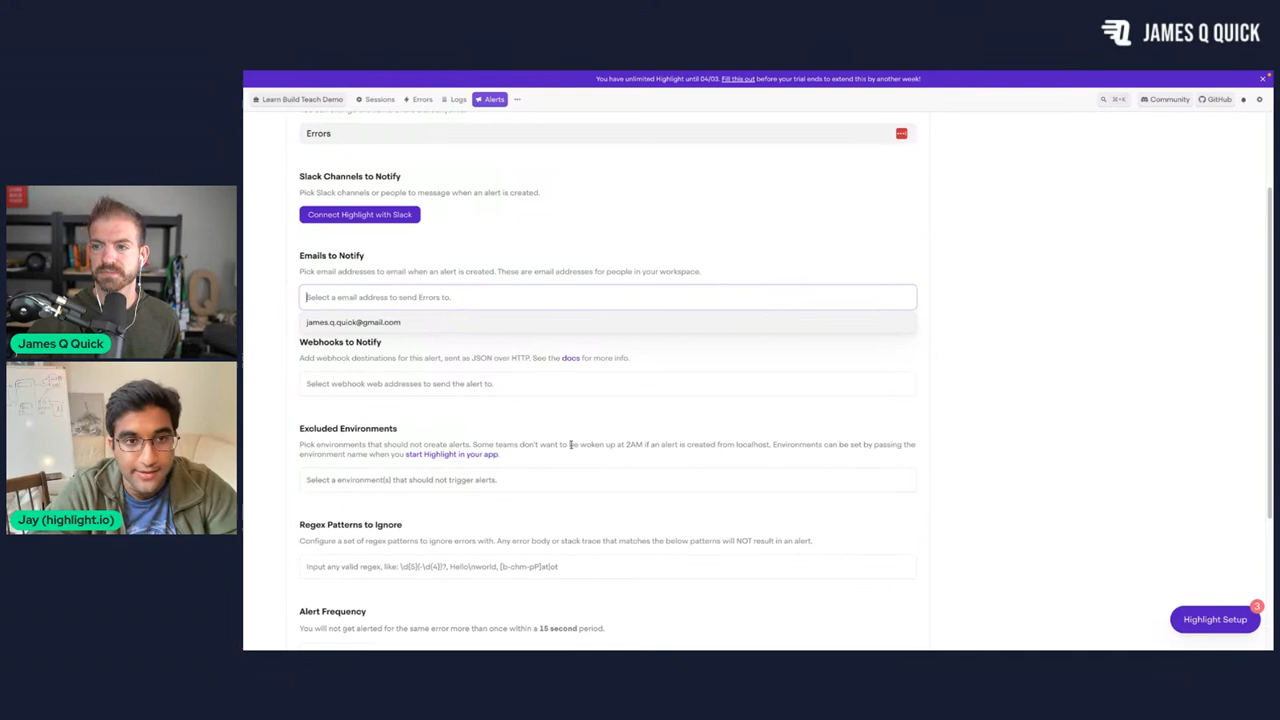 JAMES Q QUICK
You have unlimited Highlight until 04/03. Fill this out before your trial ends to extend this by another week!
Learn Build Teach Demo Sessions Errors Logs Alerts ⌘+K Community GitHub
Errors
Slack Channels to Notify
Pick Slack channels or people to message when an alert is created.
Connect Highlight with Slack
Emails to Notify
Pick email addresses to email when an alert is created. These are email addresses for people in your workspace.
Select a email address to send Errors to.
james.q.quick@gmail.com
Webhooks to Notify
Add webhook destinations for this alert, sent as JSON over HTTP. See the docs for more info.
Select webhook web addresses to send the alert to.
Excluded Environments
Pick environments that should not create alerts. Some teams don't want to be woken up at 2AM if an alert is created from localhost. Environments can be set by passing the
environment name when you start Highlight in your app.
Select a environment(s) that should not trigger alerts.
Regex Patterns to Ignore
Configure a set of regex patterns to ignore errors with. Any error body or stack trace that matches the below patterns will NOT result in an alert.
Input any valid regex, like: \d{5}(-\d{4})?, Hello\nworld, [b-chm-pP]at|ot
Alert Frequency
You will not get alerted for the same error more than once within a 15 second period.
3
Highlight Setup
James Q Quick
Jay (highlight.io)